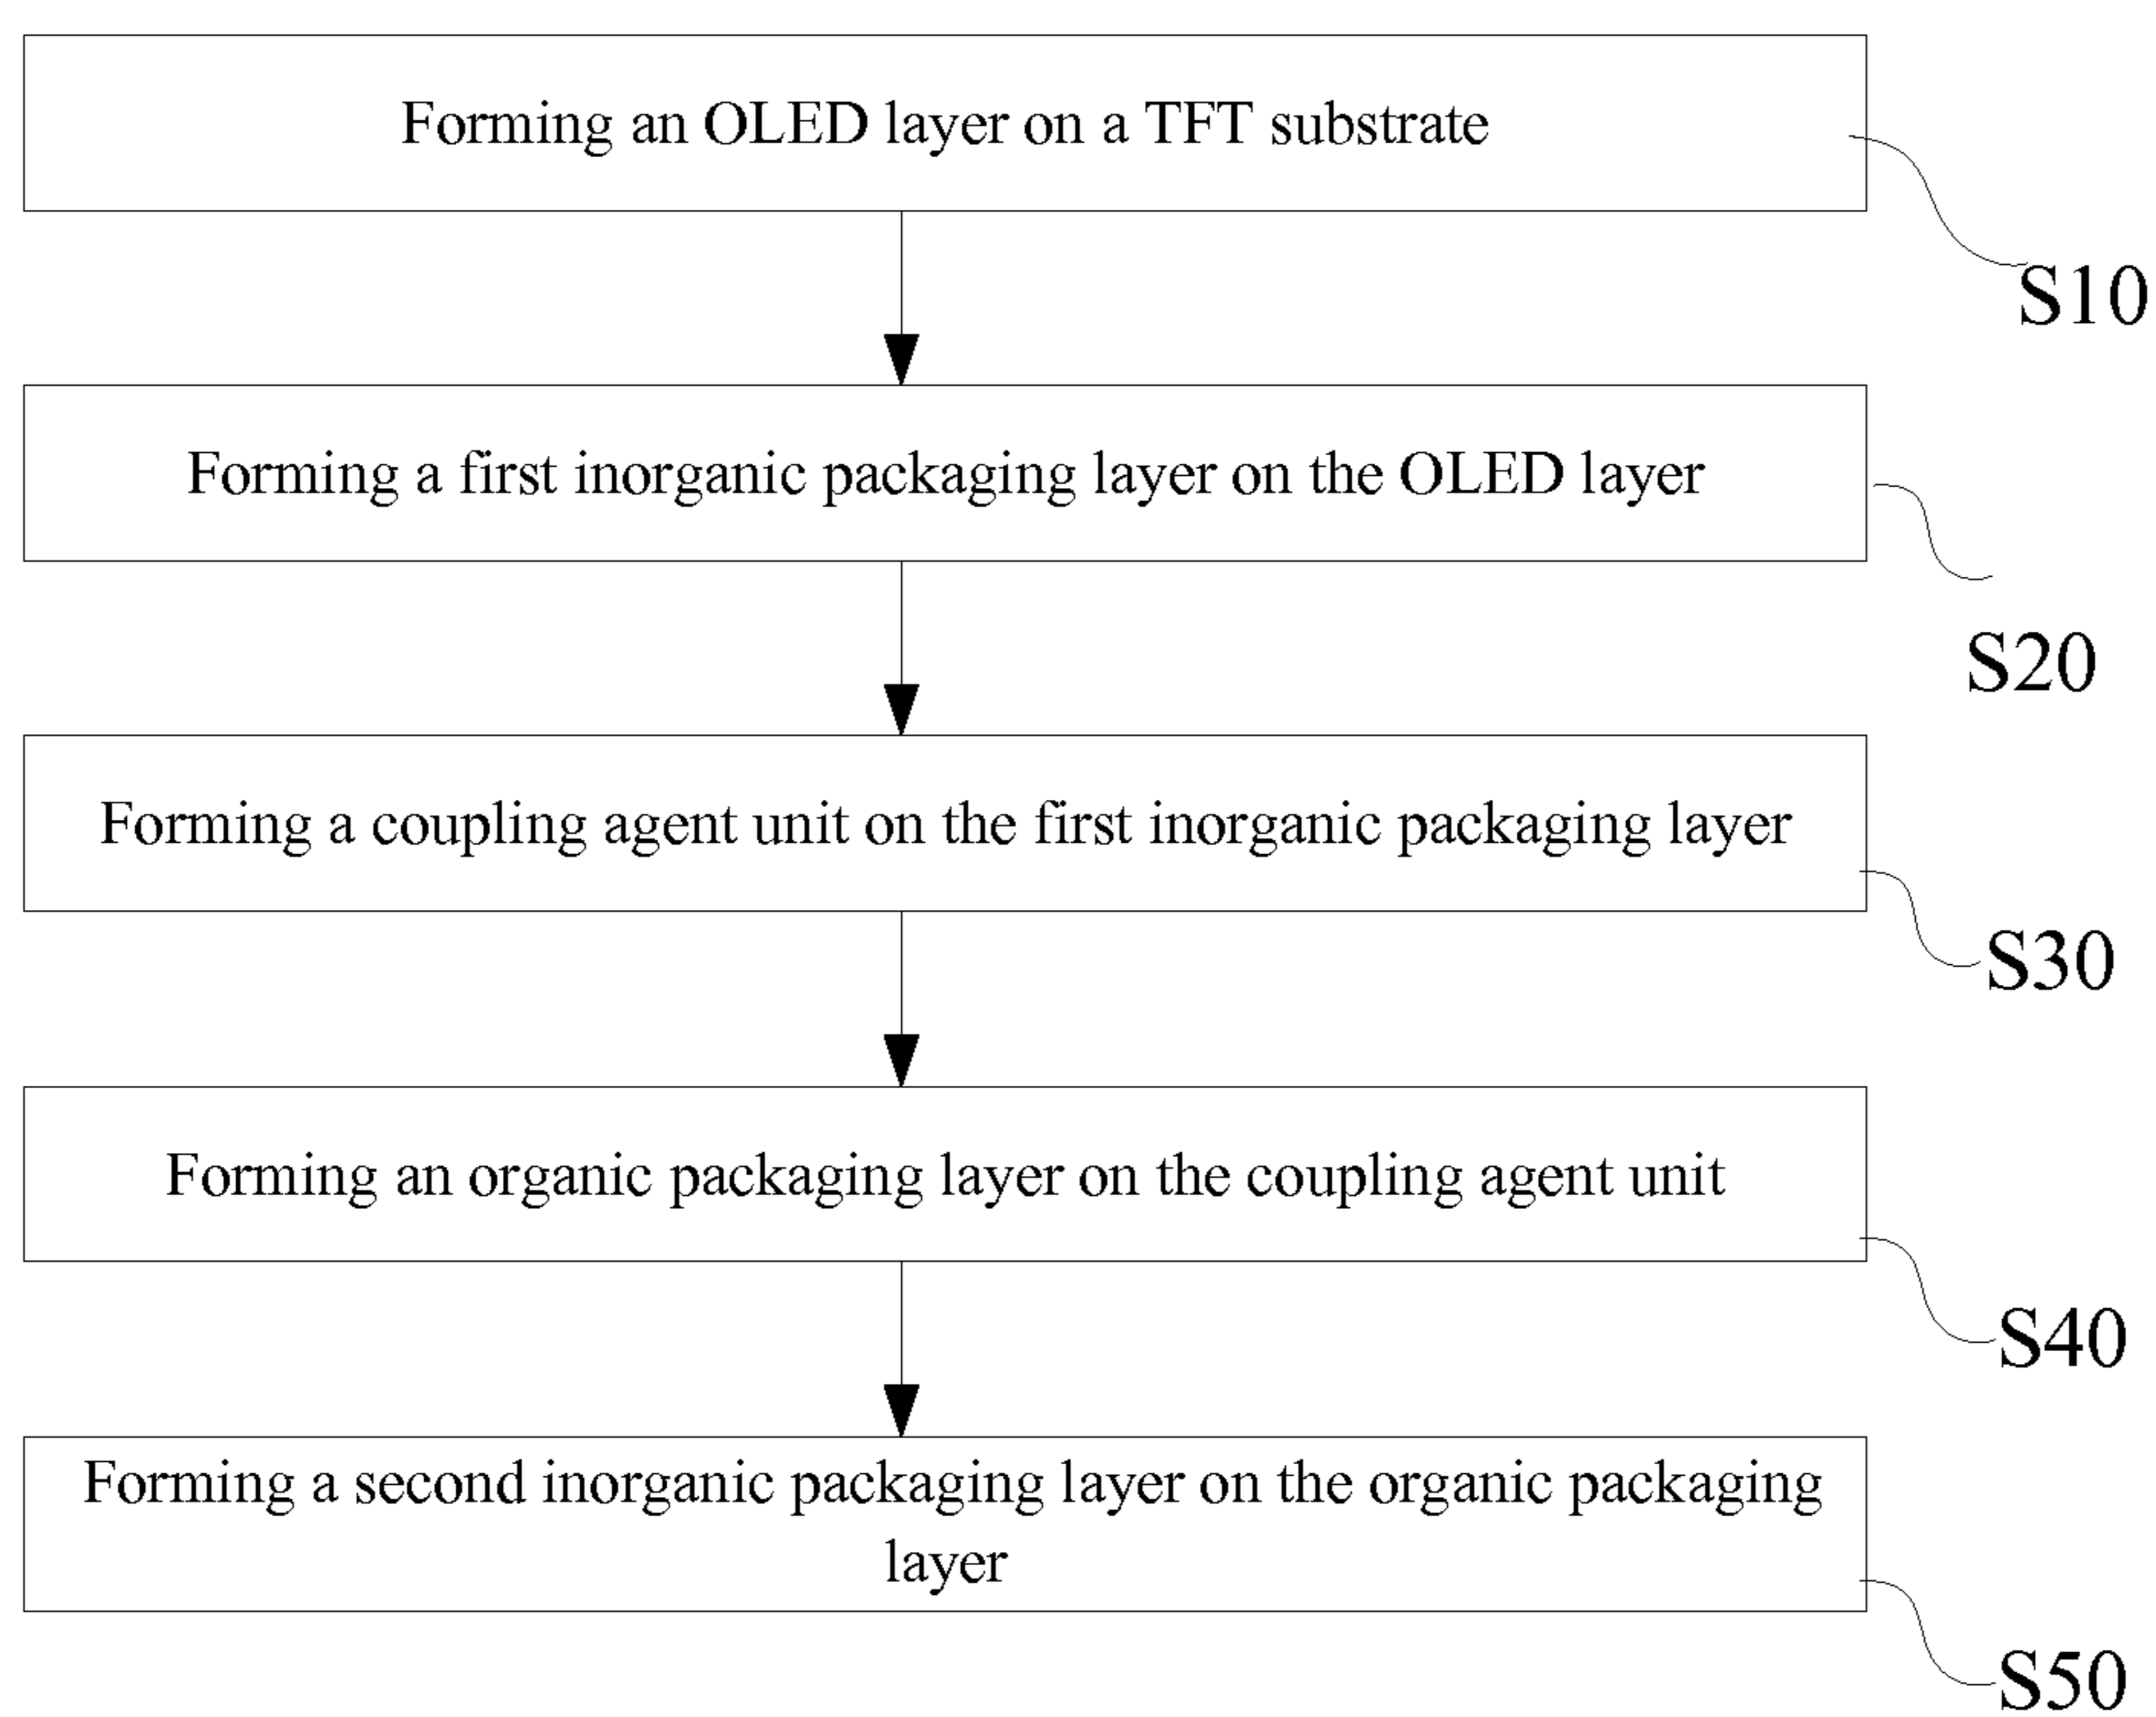 Forming an OLED layer on a TFT substrate
S10
Forming a first inorganic packaging layer on the OLED layer
S20
Forming a coupling agent unit on the first inorganic packaging layer
S30
Forming an organic packaging layer on the coupling agent unit
S40
Forming a second inorganic packaging layer on the organic packaging
layer
S50